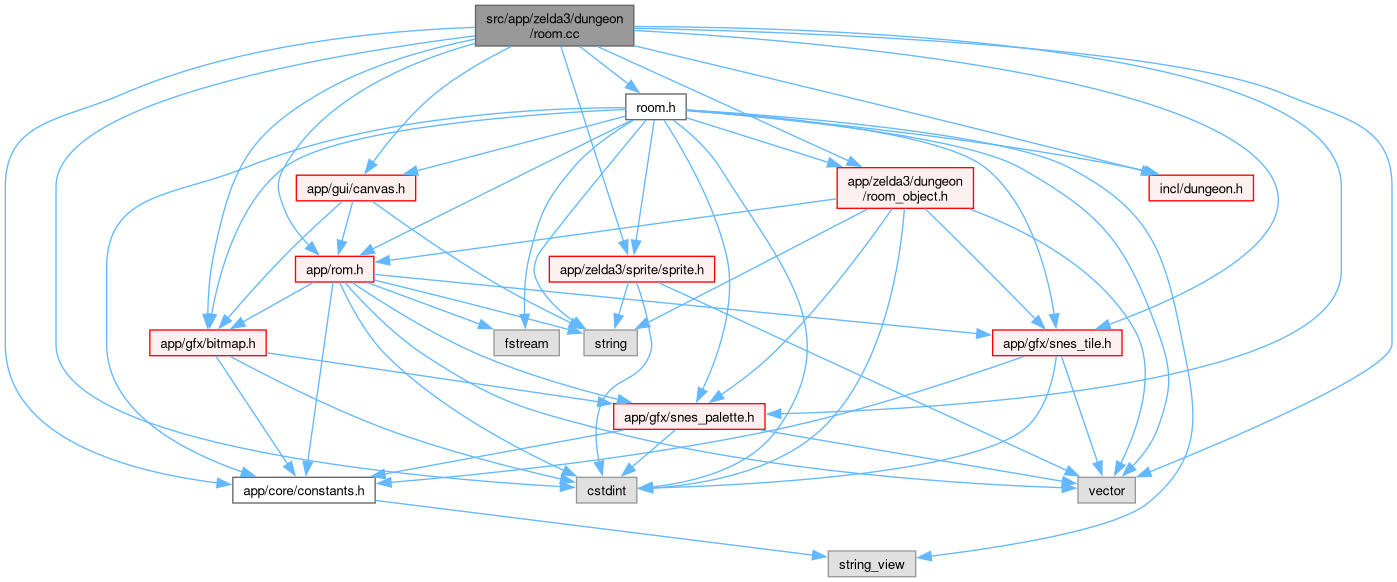 src/app/zelda3/dungeon
/room.cc
room.h
app/gui/canvas.h
app/zelda3/dungeon
/room_object.h
incl/dungeon.h
app/rom.h
app/zelda3/sprite/sprite.h
app/gfx/bitmap.h
fstream
string
app/gfx/snes_tile.h
app/gfx/snes_palette.h
app/core/constants.h
cstdint
vector
string_view